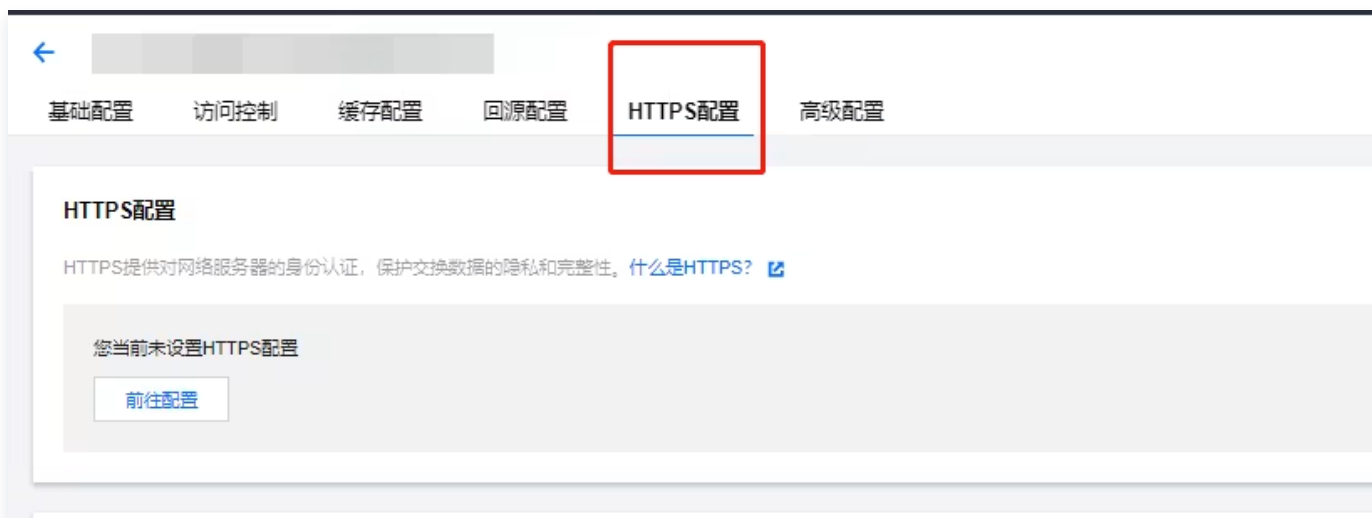 基础配置 访问控制 缓存配置 回源配置 HTTPS配置 高级配置
HTTPS配置
HTTPS提供对网络服务器的身份认证，保护交换数据的隐私和完整性。什么是HTTPS？
您当前未设置HTTPS配置
前往配置